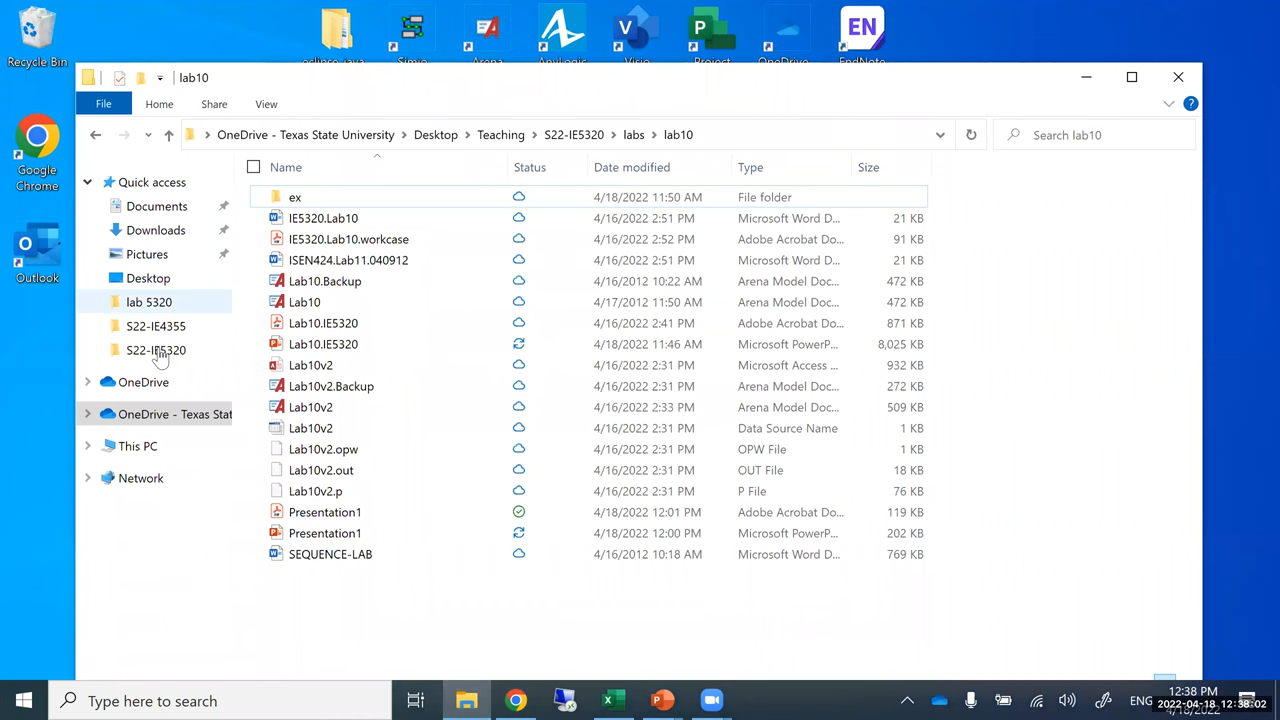 Recycle Bin
Google Chrome
Outlook
eclipse-java
Simio
Arena
AnyLogic
Visio
Project
OneDrive
EndNote
EN
lab10
File
Home
Share
View
OneDrive - Texas State University > Desktop > Teaching > S22-IE5320 > labs > lab10
Search lab10
Quick access
Documents
Downloads
Pictures
Desktop
lab 5320
S22-IE4355
S22-IE5320
OneDrive
OneDrive - Texas Stat
This PC
Network
Name Status Date modified Type Size
ex 4/18/2022 11:50 AM File folder
IE5320.Lab10 4/16/2022 2:51 PM Microsoft Word D... 21 KB
IE5320.Lab10.workcase 4/16/2022 2:52 PM Adobe Acrobat Do... 91 KB
ISEN424.Lab11.040912 4/16/2022 2:51 PM Microsoft Word D... 21 KB
Lab10.Backup 4/16/2012 10:22 AM Arena Model Doc... 472 KB
Lab10 4/17/2012 11:50 AM Arena Model Doc... 472 KB
Lab10.IE5320 4/16/2022 2:41 PM Adobe Acrobat Do... 871 KB
Lab10.IE5320 4/18/2022 11:46 AM Microsoft PowerP... 8,025 KB
Lab10v2 4/16/2022 2:31 PM Microsoft Access ... 932 KB
Lab10v2.Backup 4/16/2022 2:31 PM Arena Model Doc... 272 KB
Lab10v2 4/16/2022 2:33 PM Arena Model Doc... 509 KB
Lab10v2 4/16/2022 2:31 PM Data Source Name 1 KB
Lab10v2.opw 4/16/2022 2:31 PM OPW File 1 KB
Lab10v2.out 4/16/2022 2:31 PM OUT File 18 KB
Lab10v2.p 4/16/2022 2:31 PM P File 76 KB
Presentation1 4/18/2022 12:01 PM Adobe Acrobat Do... 119 KB
Presentation1 4/18/2022 12:00 PM Microsoft PowerP... 202 KB
SEQUENCE-LAB 4/16/2012 10:18 AM Microsoft Word D... 769 KB
Type here to search
ENG
12:38 PM
2022-04-18 12:38:02